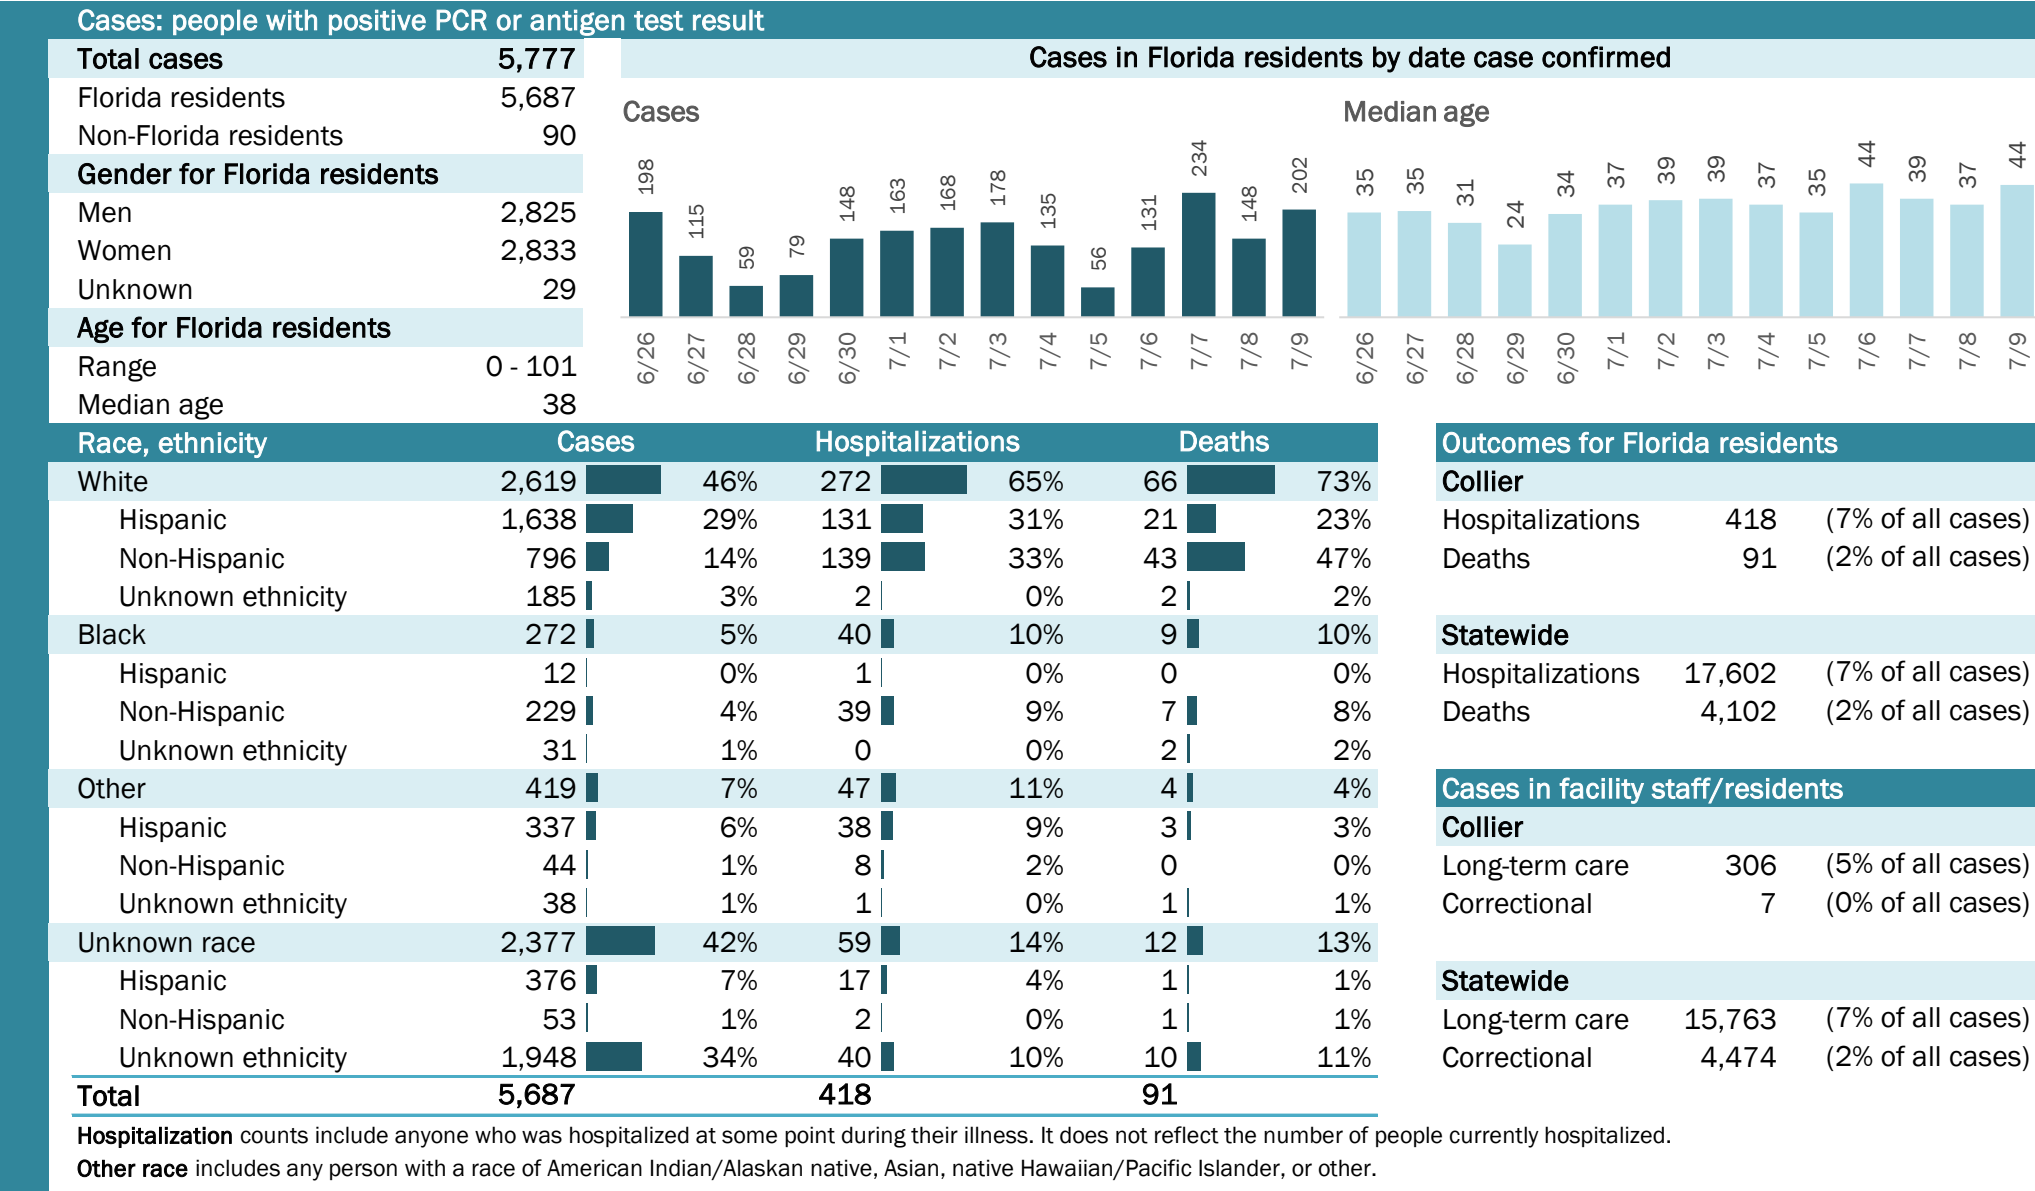 Cases: people with positive PCR or antigen test result
Total cases 5,777
Florida residents 5,687
Non-Florida residents 90
Gender for Florida residents
Men 2,825
Women 2,833
Unknown 29
Age for Florida residents
Range 0 - 101
Median age 38
Cases in Florida residents by date case confirmed
Cases
198 115 59 79 148 163 168 178 135 56 131 234 148 202
6/26 6/27 6/28 6/29 6/30 7/1 7/2 7/3 7/4 7/5 7/6 7/7 7/8 7/9
Median age
35 35 31 24 34 37 39 39 37 35 44 39 37 44
6/26 6/27 6/28 6/29 6/30 7/1 7/2 7/3 7/4 7/5 7/6 7/7 7/8 7/9
Race, ethnicity Cases Hospitalizations Deaths
White 2,619 46% 272 65% 66 73%
Hispanic 1,638 29% 131 31% 21 23%
Non-Hispanic 796 14% 139 33% 43 47%
Unknown ethnicity 185 3% 2 0% 2 2%
Black 272 5% 40 10% 9 10%
Hispanic 12 0% 1 0% 0 0%
Non-Hispanic 229 4% 39 9% 7 8%
Unknown ethnicity 31 1% 0 0% 2 2%
Other 419 7% 47 11% 4 4%
Hispanic 337 6% 38 9% 3 3%
Non-Hispanic 44 1% 8 2% 0 0%
Unknown ethnicity 38 1% 1 0% 1 1%
Unknown race 2,377 42% 59 14% 12 13%
Hispanic 376 7% 17 4% 1 1%
Non-Hispanic 53 1% 2 0% 1 1%
Unknown ethnicity 1,948 34% 40 10% 10 11%
Total 5,687 418 91
Outcomes for Florida residents
Collier
Hospitalizations 418 (7% of all cases)
Deaths 91 (2% of all cases)
Statewide
Hospitalizations 17,602 (7% of all cases)
Deaths 4,102 (2% of all cases)
Cases in facility staff/residents
Collier
Long-term care 306 (5% of all cases)
Correctional 7 (0% of all cases)
Statewide
Long-term care 15,763 (7% of all cases)
Correctional 4,474 (2% of all cases)
Hospitalization counts include anyone who was hospitalized at some point during their illness. It does not reflect the number of people currently hospitalized.
Other race includes any person with a race of American Indian/Alaskan native, Asian, native Hawaiian/Pacific Islander, or other.